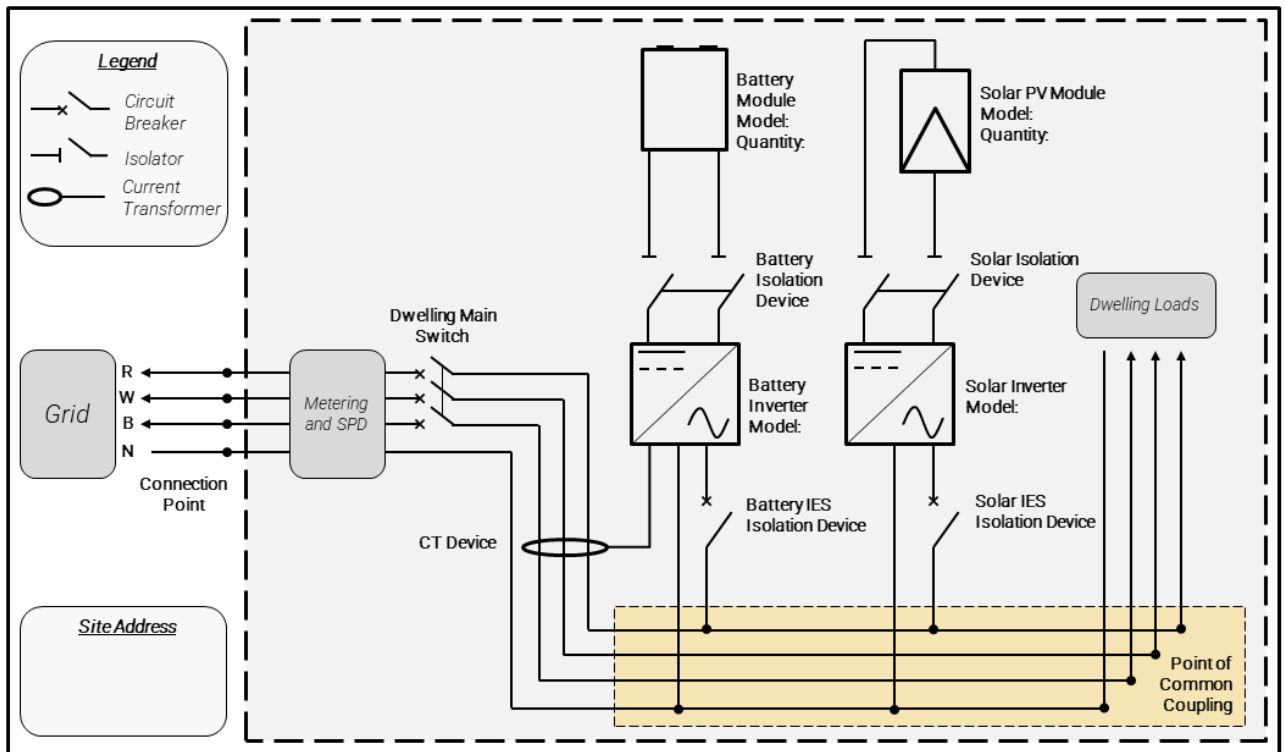 Legend
Circuit
Breaker
Isolator
Current
Transformer
Battery
Module
Model:
Quantity:
Solar PV Module
Model:
Quantity:
Battery
Isolation
Device
Solar Isolation
Device
Dwelling Loads
Dwelling Main
Switch
Grid
R
W
B
N
Connection
Point
Metering
and SPD
Battery
Inverter
Model:
Solar Inverter
Model:
Battery IES
Isolation Device
Solar IES
Isolation Device
CT Device
Site Address
Point of
Common
Coupling